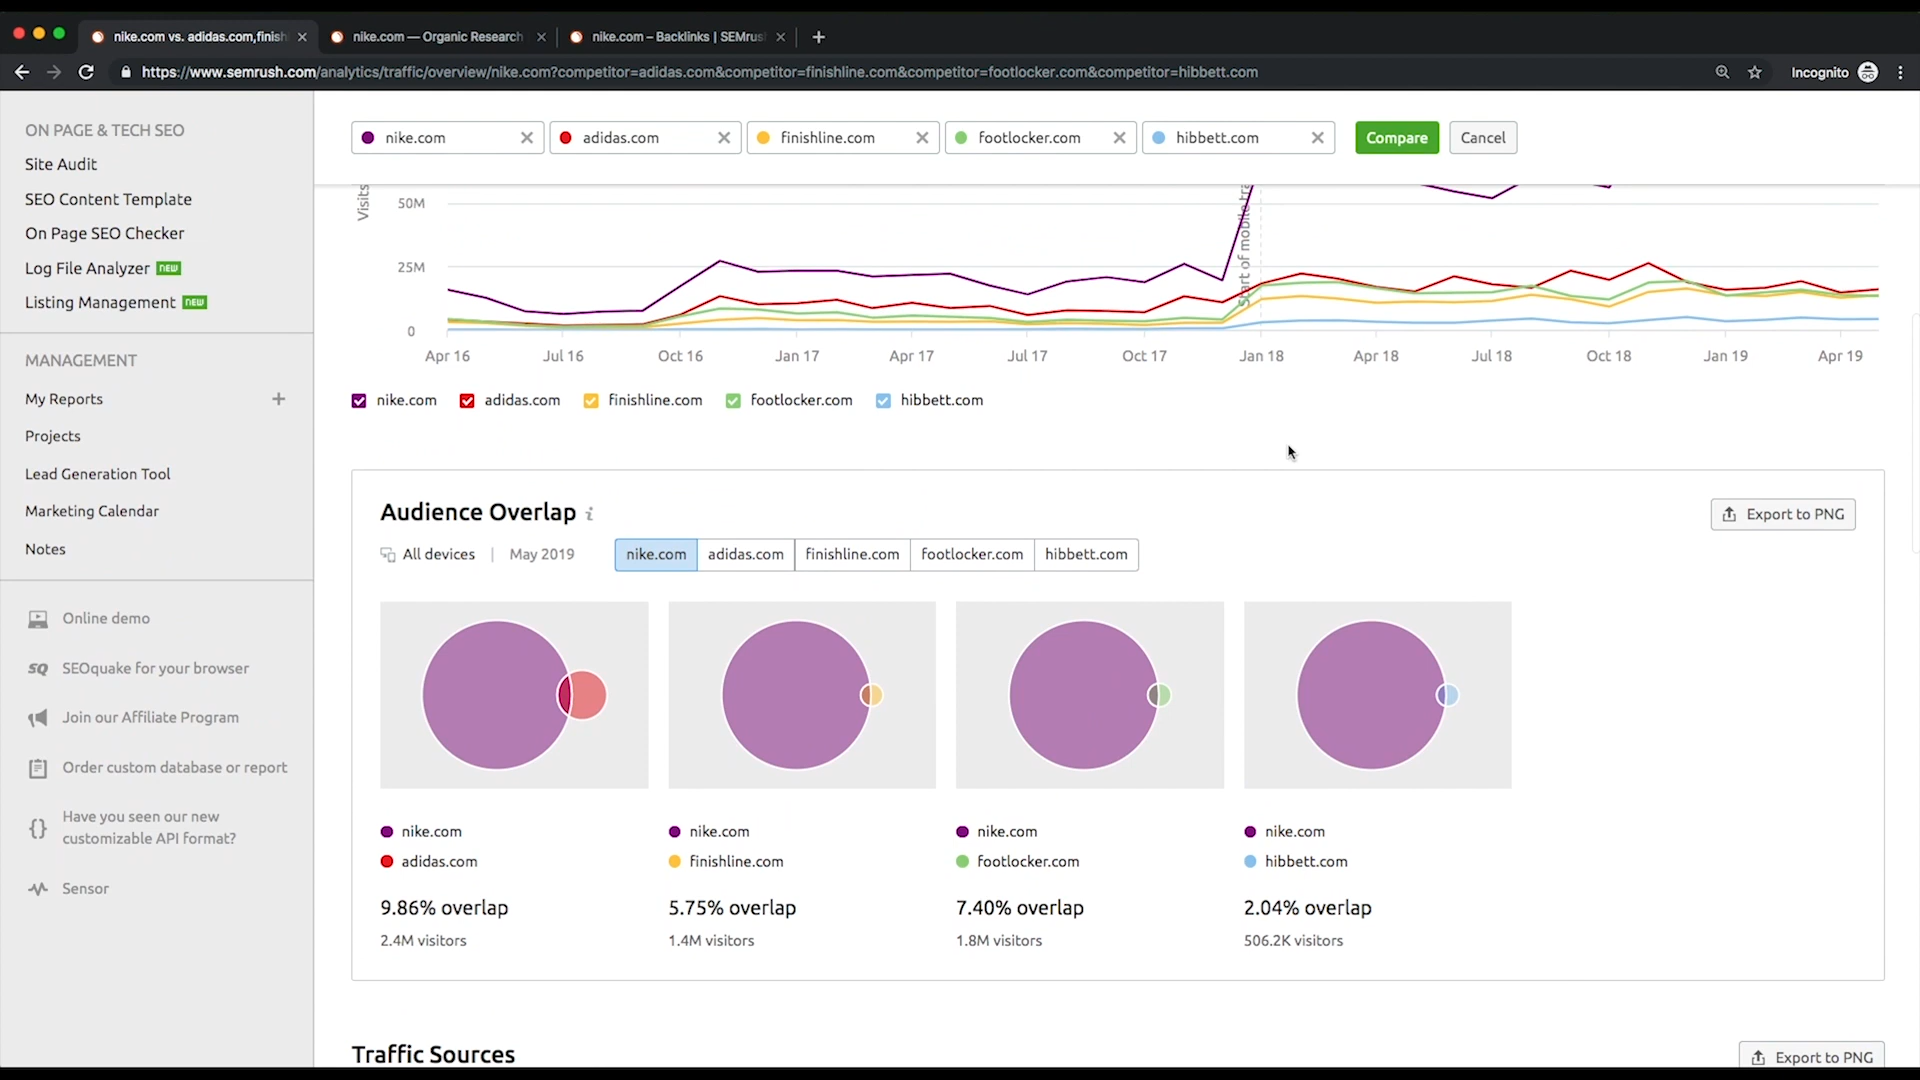 nike.com vs. adidas.com,finish
nike.com — Organic Research
nike.com – Backlinks | SEMrus
https://www.semrush.com/analytics/traffic/overview/nike.com?competitor=adidas.com&competitor=finishline.com&competitor=footlocker.com&competitor=hibbett.com
Incognito
ON PAGE & TECH SEO
Site Audit
SEO Content Template
On Page SEO Checker
Log File Analyzer NEW
Listing Management NEW
MANAGEMENT
My Reports +
Projects
Lead Generation Tool
Marketing Calendar
Notes
Online demo
SQ SEOquake for your browser
Join our Affiliate Program
Order custom database or report
{} Have you seen our new
customizable API format?
Sensor
nike.com adidas.com finishline.com footlocker.com hibbett.com Compare Cancel
Visits
50M
25M
0
Start of mobile tra
Apr 16 Jul 16 Oct 16 Jan 17 Apr 17 Jul 17 Oct 17 Jan 18 Apr 18 Jul 18 Oct 18 Jan 19 Apr 19
nike.com adidas.com finishline.com footlocker.com hibbett.com
Audience Overlap i
Export to PNG
All devices | May 2019 nike.com adidas.com finishline.com footlocker.com hibbett.com
nike.com
adidas.com
9.86% overlap
2.4M visitors
nike.com
finishline.com
5.75% overlap
1.4M visitors
nike.com
footlocker.com
7.40% overlap
1.8M visitors
nike.com
hibbett.com
2.04% overlap
506.2K visitors
Traffic Sources
Export to PNG